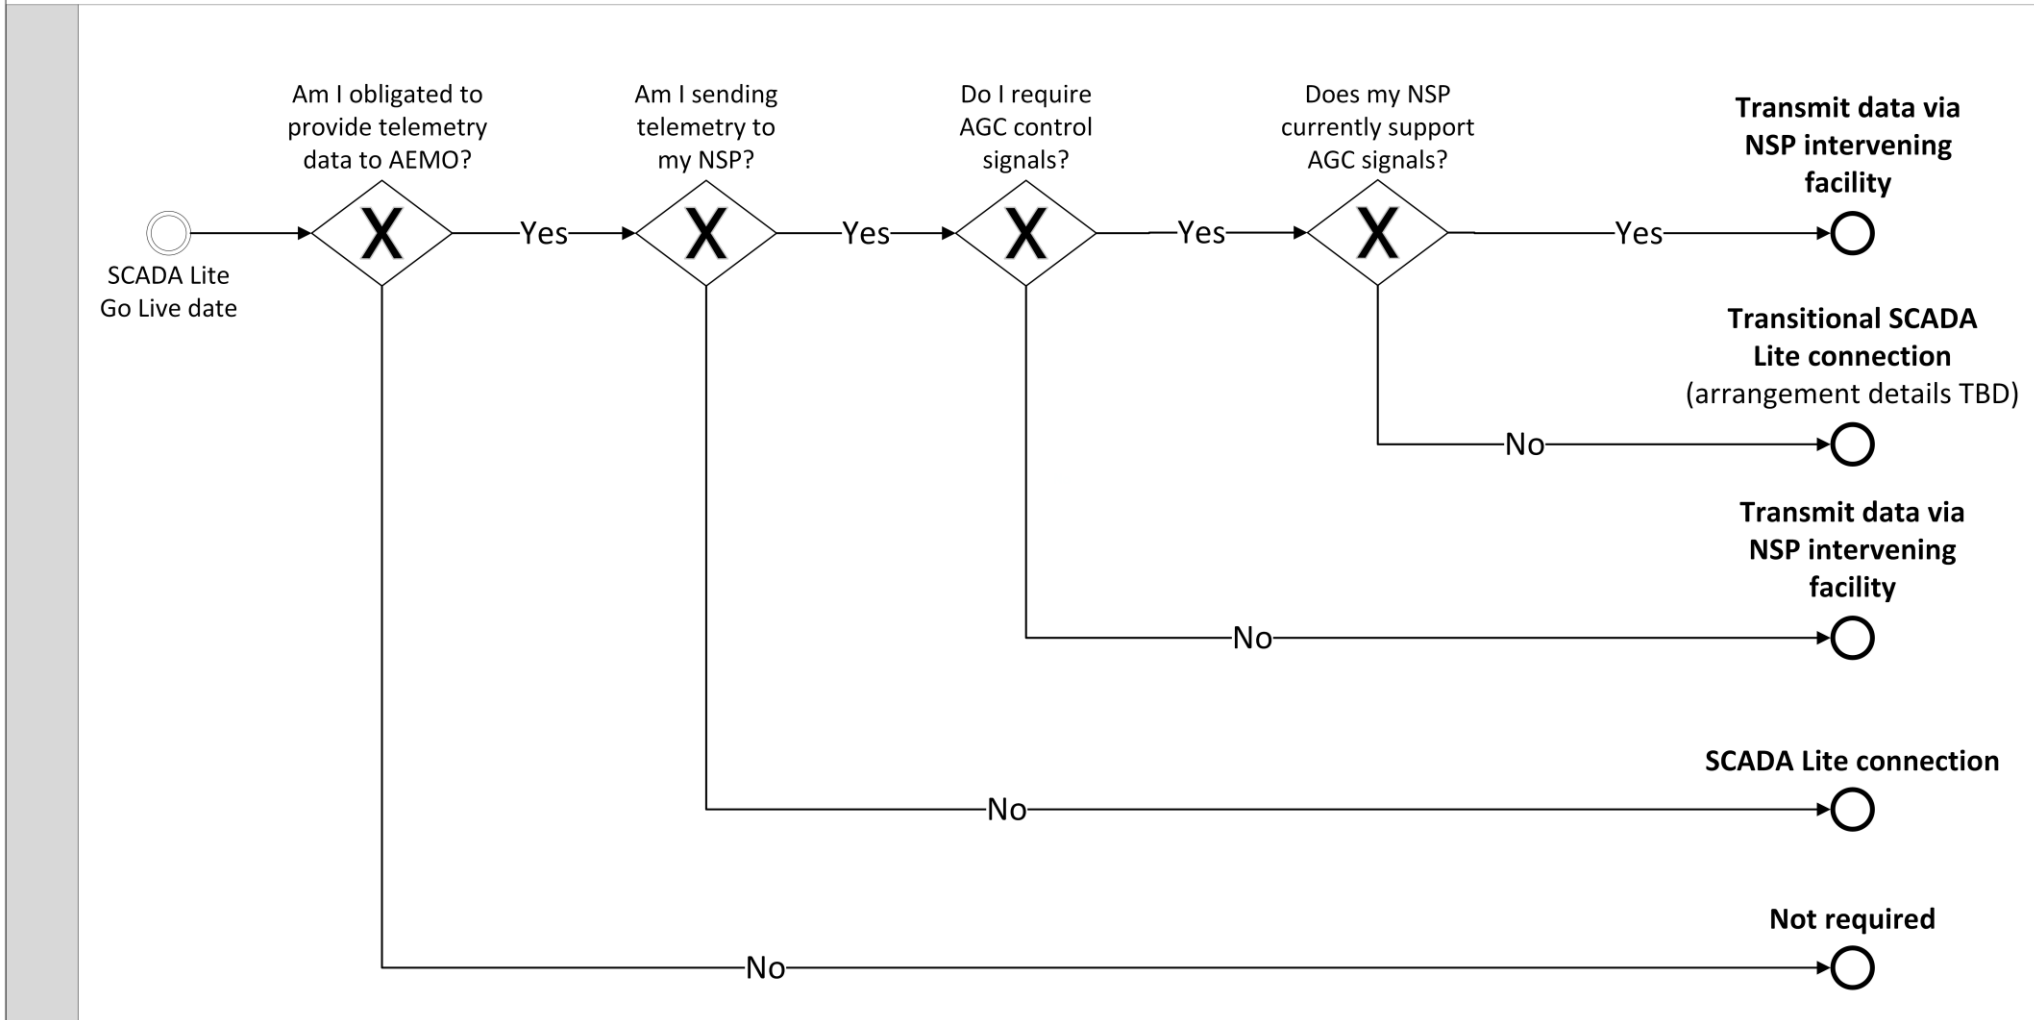 Am I obligated to
provide telemetry
data to AEMO?
Am I sending
telemetry to
my NSP?
Do I require
AGC control
signals?
Does my NSP
currently support
AGC signals?
Transmit data via
NSP intervening
facility
X
Yes
X
Yes
X
Yes
X
Yes
SCADA Lite
Go Live date
Transitional SCADA
Lite connection
(arrangement details TBD)
No
Transmit data via
NSP intervening
facility
No
SCADA Lite connection
No
Not required
No